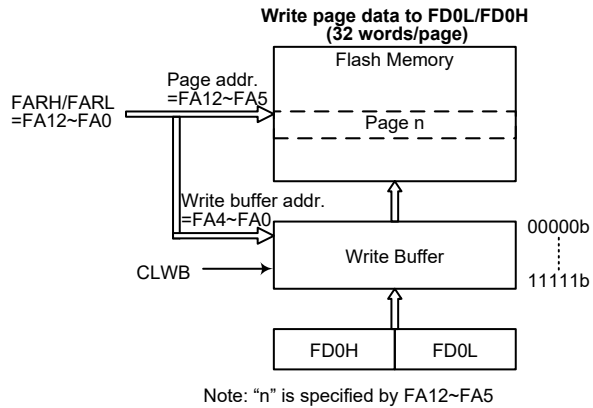 Write page data to FD0L/FD0H
(32 words/page)
Flash Memory
Page addr.
=FA12~FA5
FARH/FARL
=FA12~FA0
Page n
Write buffer addr.
=FA4~FA0
00000b
Write Buffer
CLWB
11111b
FD0H
FD0L
Note: “n” is specified by FA12~FA5